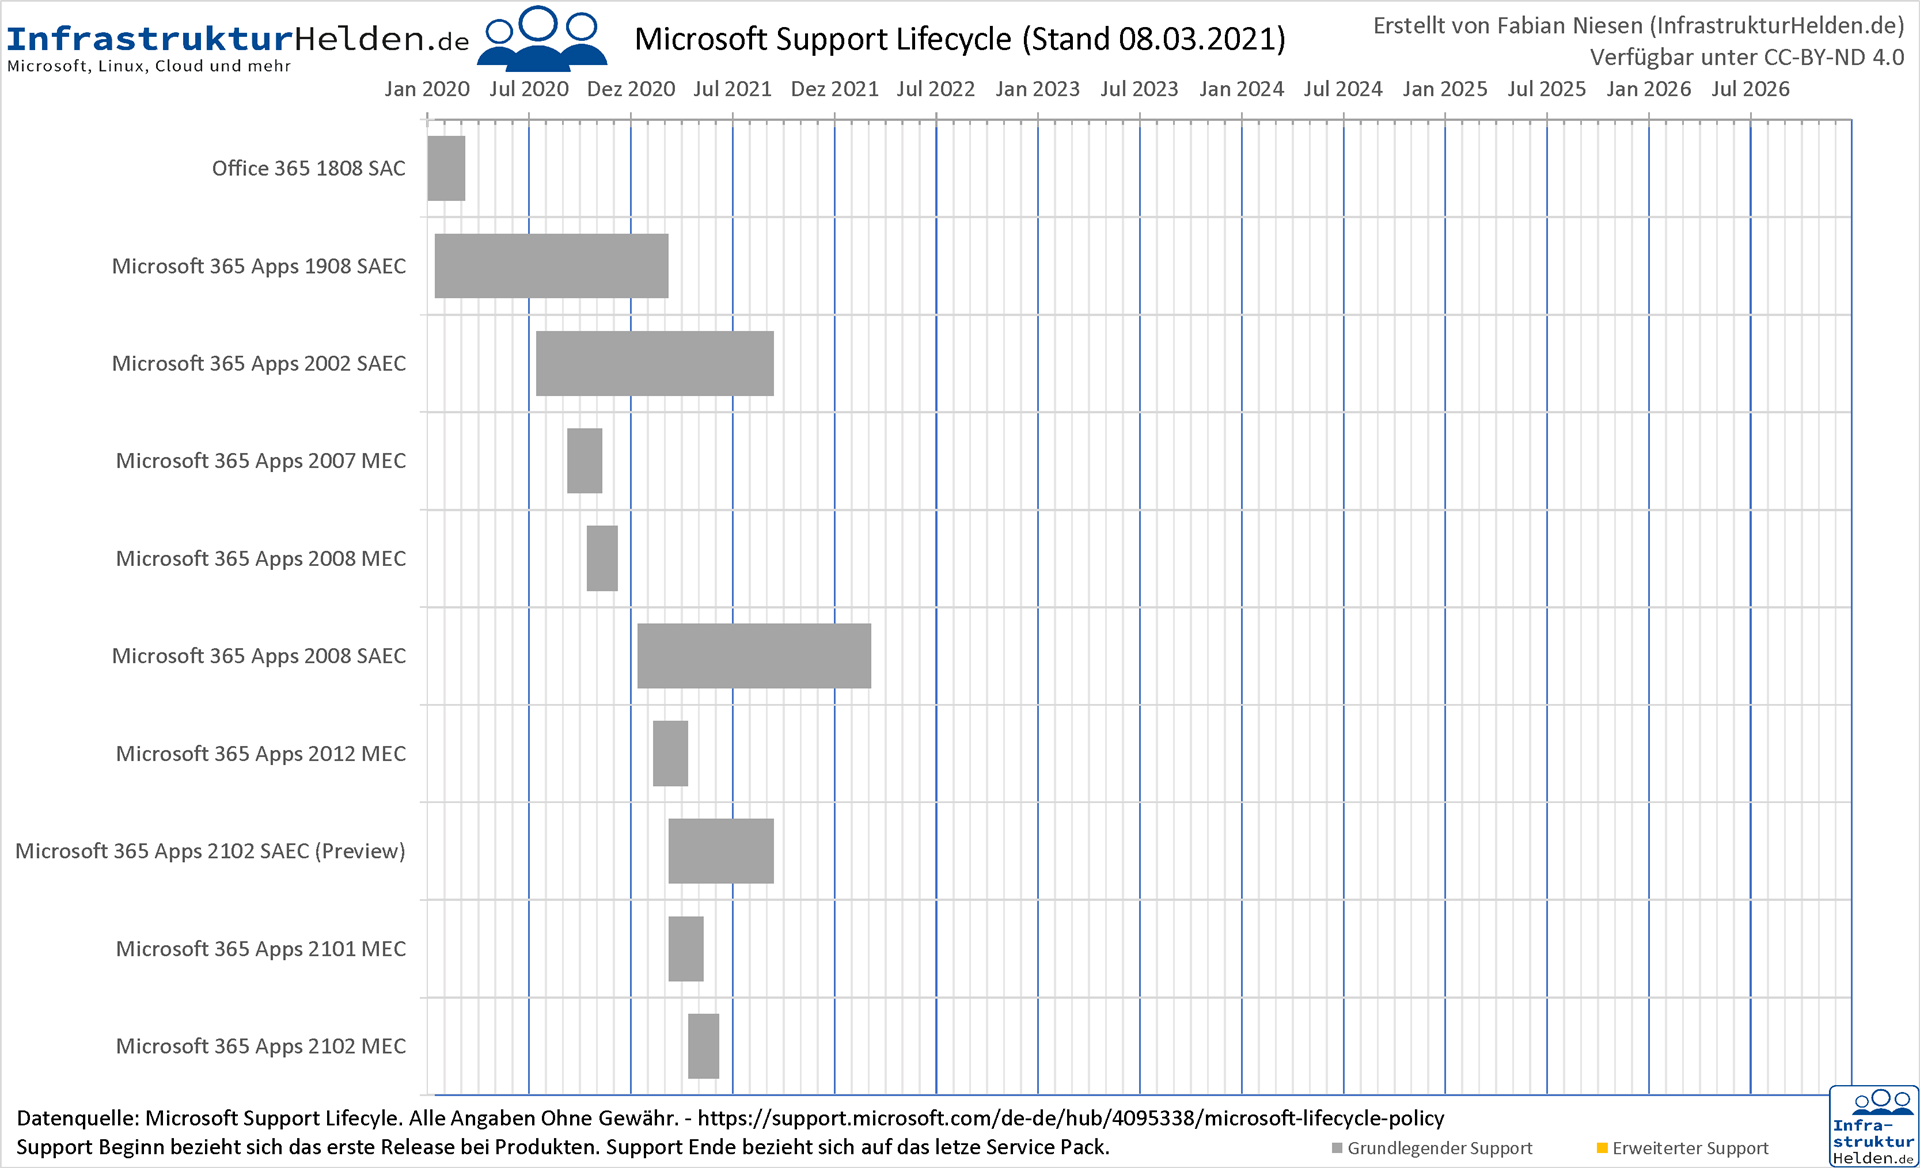 InfrastrukturHelden.de
Microsoft, Linux, Cloud und mehr
Microsoft Support Lifecycle (Stand 08.03.2021)
Erstellt von Fabian Niesen (InfrastrukturHelden.de)
Verfügbar unter CC-BY-ND 4.0
Jan 2020 Jul 2020 Dez 2020 Jul 2021 Dez 2021 Jul 2022 Jan 2023 Jul 2023 Jan 2024 Jul 2024 Jan 2025 Jul 2025 Jan 2026 Jul 2026
Office 365 1808 SAC
Microsoft 365 Apps 1908 SAEC
Microsoft 365 Apps 2002 SAEC
Microsoft 365 Apps 2007 MEC
Microsoft 365 Apps 2008 MEC
Microsoft 365 Apps 2008 SAEC
Microsoft 365 Apps 2012 MEC
Microsoft 365 Apps 2102 SAEC (Preview)
Microsoft 365 Apps 2101 MEC
Microsoft 365 Apps 2102 MEC
Datenquelle: Microsoft Support Lifecyle. Alle Angaben Ohne Gewähr. - https://support.microsoft.com/de-de/hub/4095338/microsoft-lifecycle-policy
Support Beginn bezieht sich das erste Release bei Produkten. Support Ende bezieht sich auf das letze Service Pack.
Grundlegender Support
Erweiterter Support
Infra-
struktur
Helden.de